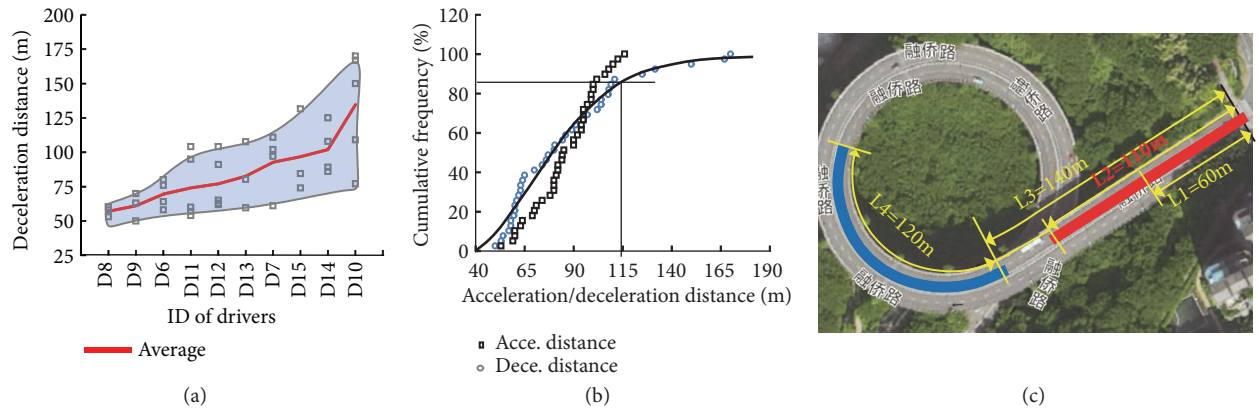 Deceleration distance (m)
200
175
150
125
100
75
50
25
D8
D9
D6
D11
D12
D13
D7
D15
D14
D10
ID of drivers
Average
(a)
Cumulative frequency (%)
120
100
80
60
40
20
0
40
65
90
115
140
165
190
Acceleration/deceleration distance (m)
Acce. distance
Dece. distance
(b)
融侨路
融侨路
融侨路
L3=140m
L2=110m
L1=60m
L4=120m
融侨路
(c)